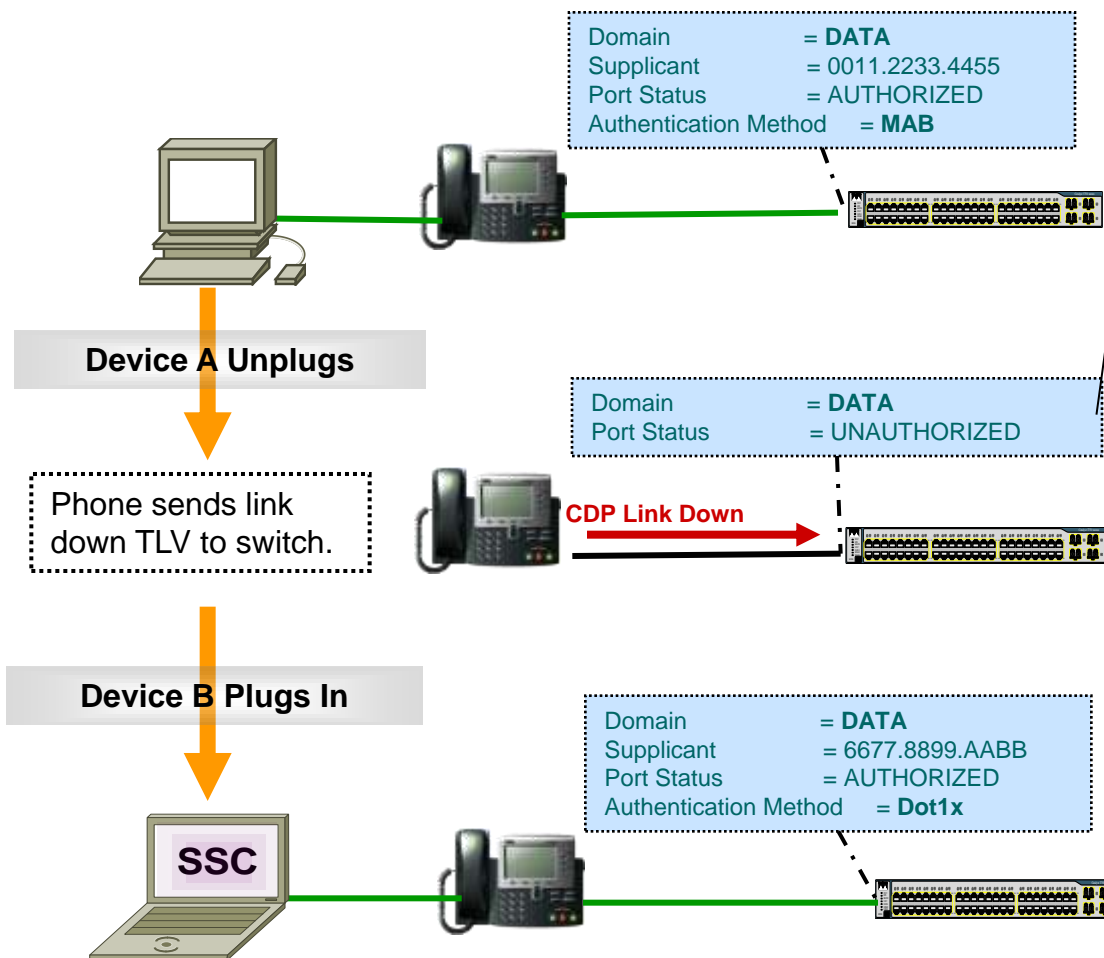 Domain = DATA
Supplicant = 0011.2233.4455
Port Status = AUTHORIZED
Authentication Method = MAB
Device A Unplugs
Domain = DATA
Port Status = UNAUTHORIZED
Phone sends link
down TLV to switch.
CDP Link Down
Device B Plugs In
Domain = DATA
Supplicant = 6677.8899.AABB
Port Status = AUTHORIZED
Authentication Method = Dot1x
SSC